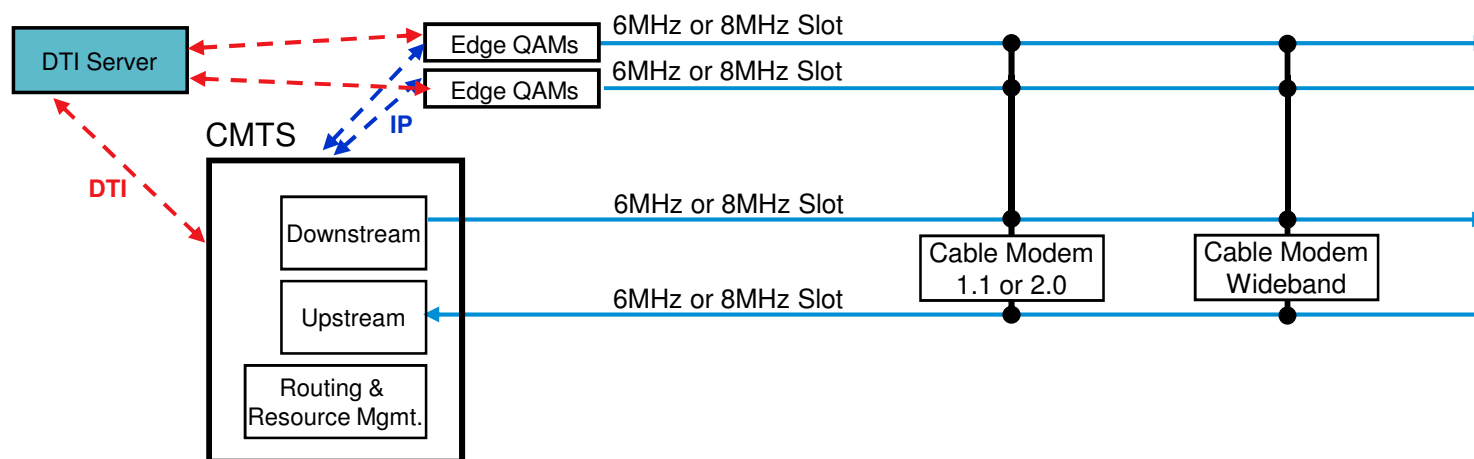 6MHz or 8MHz Slot
DTI Server
Edge QAMs
6MHz or 8MHz Slot
Edge QAMs
IP
CMTS
DTI
6MHz or 8MHz Slot
Downstream
Cable Modem
1.1 or 2.0
Cable Modem
Wideband
6MHz or 8MHz Slot
Upstream
Routing &
Resource Mgmt.